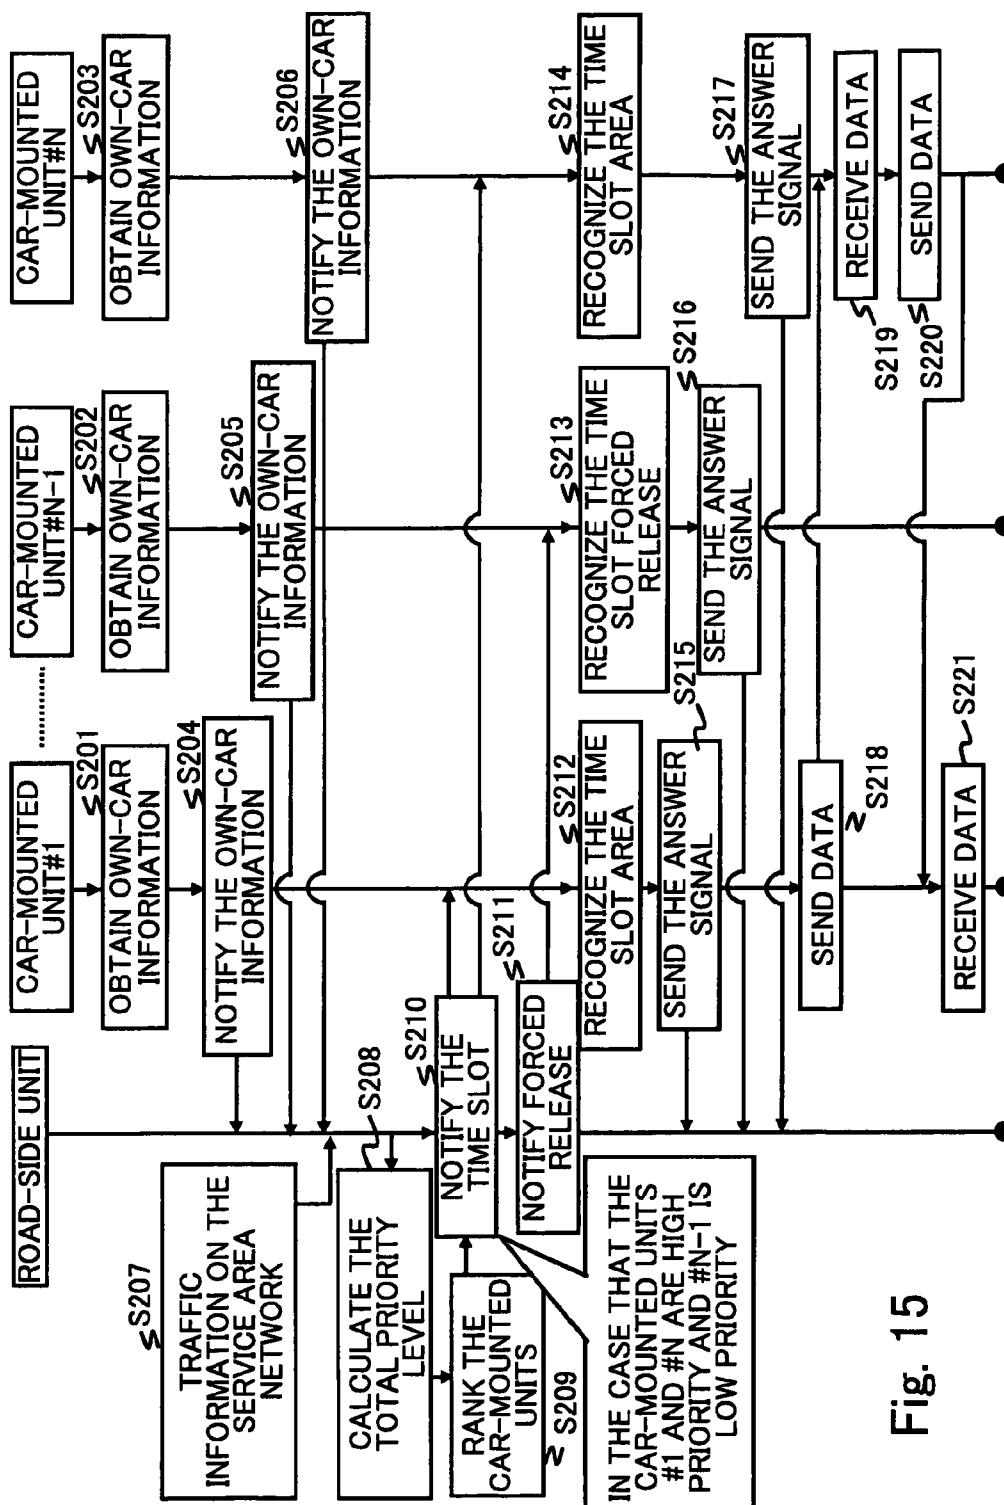 ROAD-SIDE UNIT
CAR-MOUNTED
UNIT#1
CAR-MOUNTED
UNIT#N-1
CAR-MOUNTED
UNIT#N
S201
OBTAIN OWN-CAR
INFORMATION
S202
OBTAIN OWN-CAR
INFORMATION
S203
OBTAIN OWN-CAR
INFORMATION
S204
NOTIFY THE OWN-CAR
INFORMATION
S205
NOTIFY THE OWN-CAR
INFORMATION
S206
NOTIFY THE OWN-CAR
INFORMATION
S207
TRAFFIC
INFORMATION ON THE
SERVICE AREA
NETWORK
S208
CALCULATE THE
TOTAL PRIORITY
LEVEL
RANK THE
CAR-MOUNTED
UNITS
S209
S210
NOTIFY THE
TIME SLOT
S211
NOTIFY FORCED
RELEASE
IN THE CASE THAT THE
CAR-MOUNTED UNITS
#1 AND #N ARE HIGH
PRIORITY AND #N-1 IS
LOW PRIORITY
S212
RECOGNIZE THE TIME
SLOT AREA
S213
RECOGNIZE THE TIME
SLOT FORCED
RELEASE
S214
RECOGNIZE THE TIME
SLOT AREA
S215
SEND THE ANSWER
SIGNAL
S216
SEND THE ANSWER
SIGNAL
S217
SEND THE ANSWER
SIGNAL
SEND DATA
S218
RECEIVE DATA
S219
SEND DATA
S220
S221
RECEIVE DATA
Fig. 15